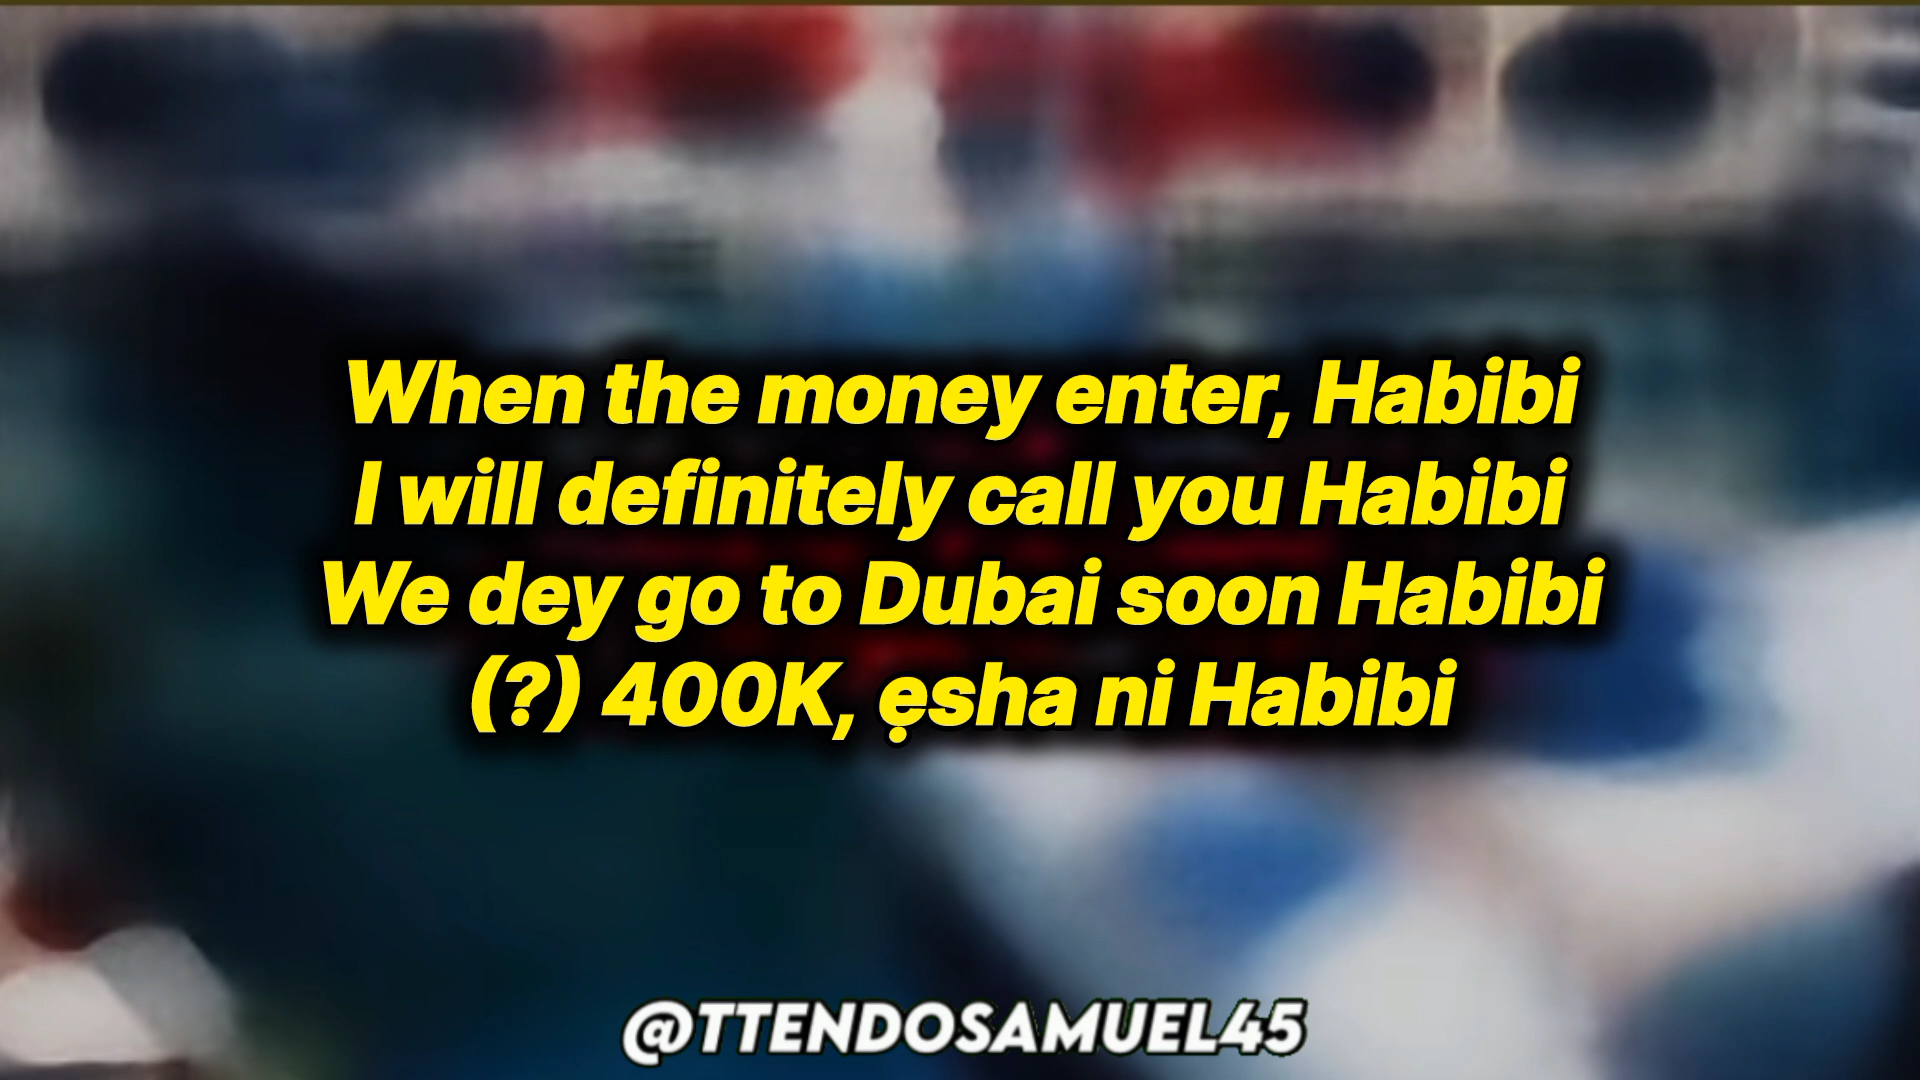 When the money enter, Habibi
I will definitely call you Habibi
We dey go to Dubai soon Habibi
(?) 400K, ẹsha ni Habibi
@TTENDOSAMUEL45